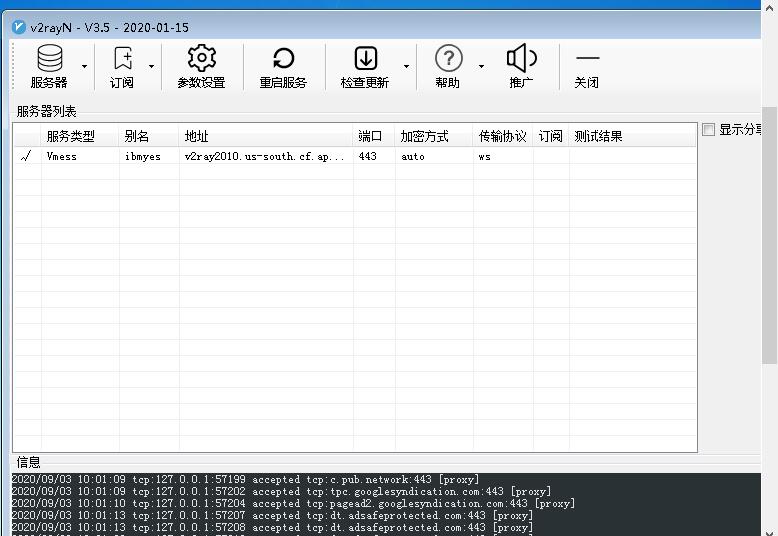 v2rayN - V3.5 - 2020-01-15
服务器 订阅 参数设置 重启服务 检查更新 帮助 推广 关闭
服务器列表
服务类型 别名 地址 端口 加密方式 传输协议 订阅 测试结果 显示分享
Vmess ibmyes v2ray2010.us-south.cf.ap... 443 auto ws
信息
2020/09/03 10:01:09 tcp:127.0.0.1:57199 accepted tcp:c.pub.network:443 [proxy]
2020/09/03 10:01:09 tcp:127.0.0.1:57202 accepted tcp:tpc.googlesyndication.com:443 [proxy]
2020/09/03 10:01:10 tcp:127.0.0.1:57204 accepted tcp:pagead2.googlesyndication.com:443 [proxy]
2020/09/03 10:01:13 tcp:127.0.0.1:57207 accepted tcp:dt.adsafeprotected.com:443 [proxy]
2020/09/03 10:01:13 tcp:127.0.0.1:57208 accepted tcp:dt.adsafeprotected.com:443 [proxy]